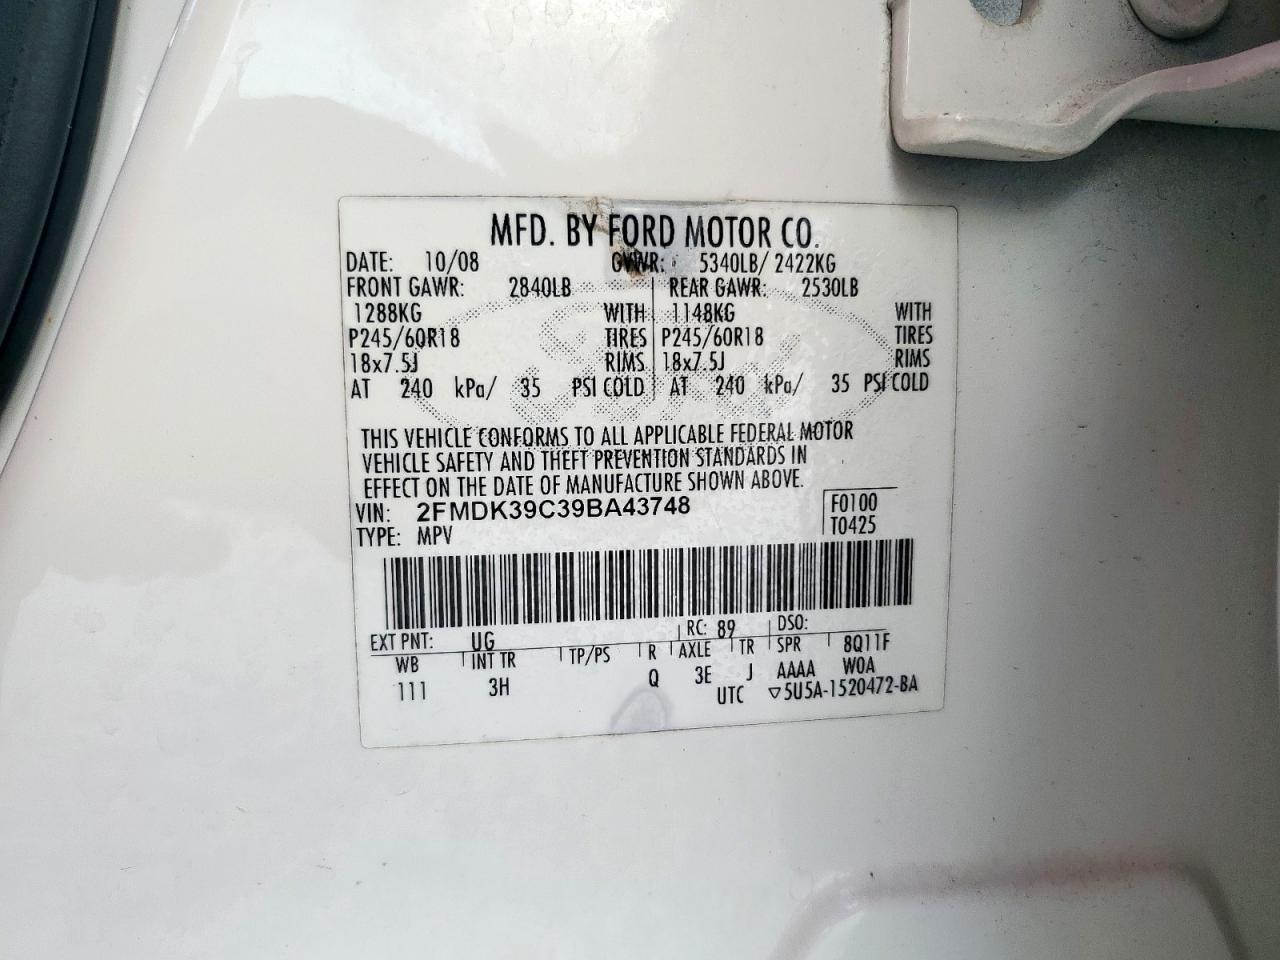 MFD. BY FORD MOTOR CO.
DATE: 10/08 GVWR: 5340LB/ 2422KG
FRONT GAWR: 2840LB REAR GAWR: 2530LB
1288KG WITH 1148KG WITH
P245/60R18 TIRES P245/60R18 TIRES
18x7.5J RIMS 18x7.5J RIMS
AT 240 kPa/ 35 PSI COLD AT 240 kPa/ 35 PSI COLD
THIS VEHICLE CONFORMS TO ALL APPLICABLE FEDERAL MOTOR
VEHICLE SAFETY AND THEFT PREVENTION STANDARDS IN
EFFECT ON THE DATE OF MANUFACTURE SHOWN ABOVE.
VIN: 2FMDK39C39BA43748 F0100
TYPE: MPV T0425
EXT PNT: UG RC: 89 DSO:
WB INT TR TP/PS R AXLE TR SPR 8Q11F
111 3H Q 3E J AAAA W0A
UTC ▽5U5A-1520472-BA